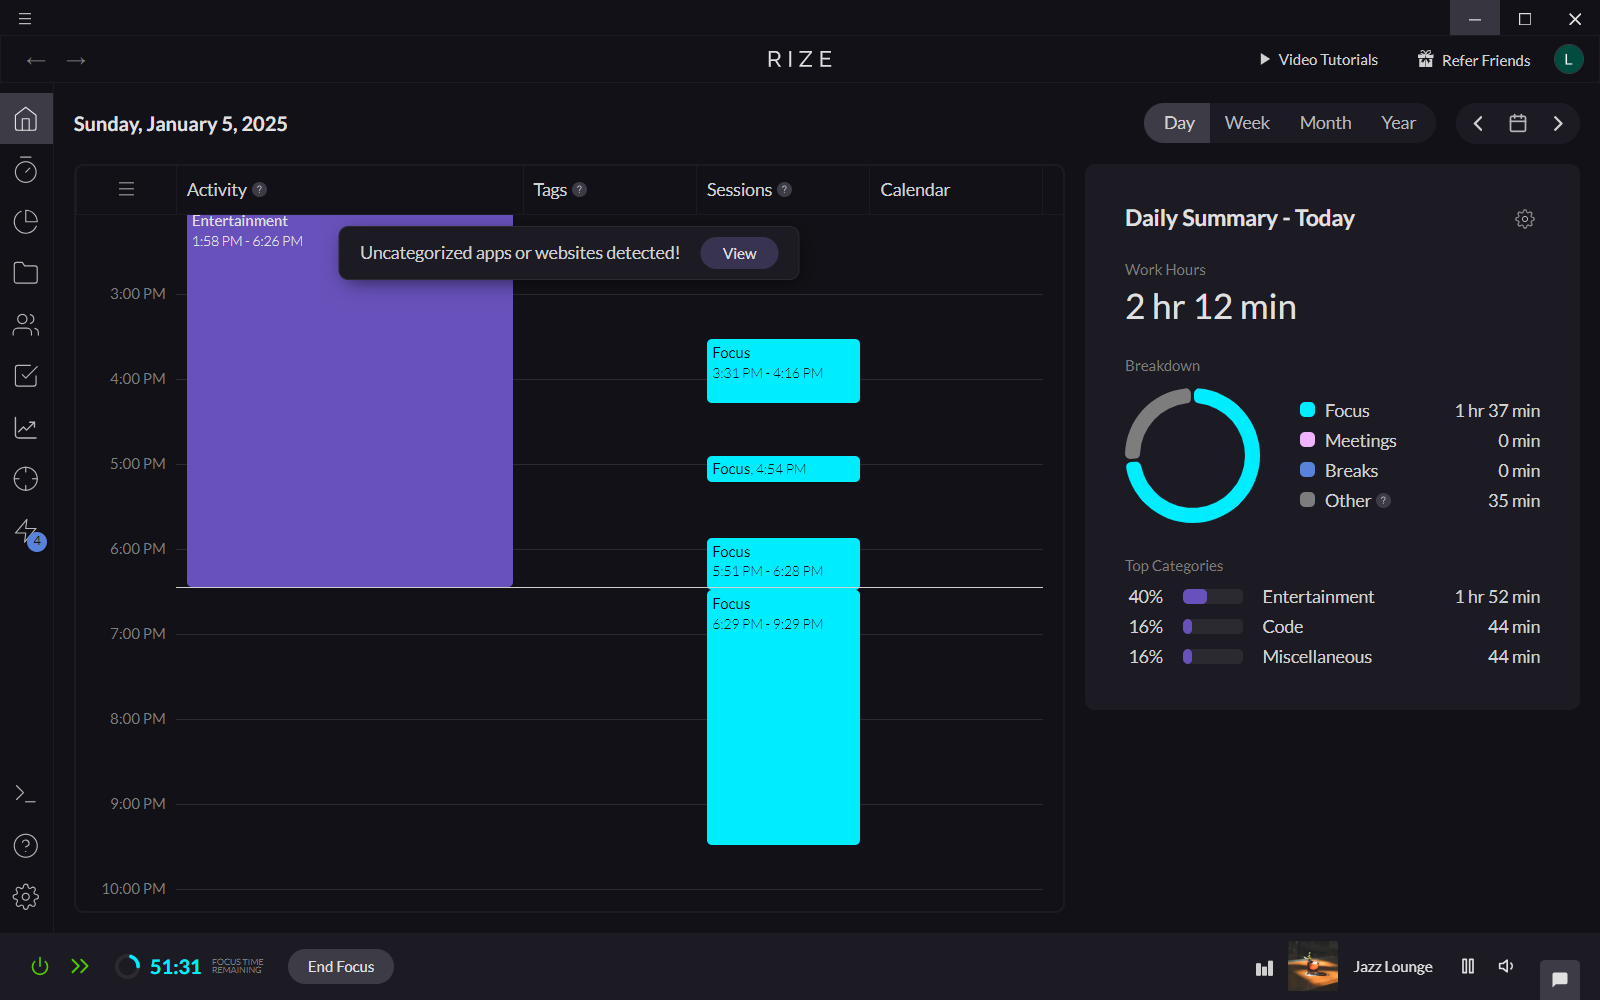 RIZE
Video Tutorials
Refer Friends
L
Sunday, January 5, 2025
Day
Week
Month
Year
Activity ?
Tags ?
Sessions ?
Calendar
Entertainment
1:58 PM - 6:26 PM
Uncategorized apps or websites detected!
View
3:00 PM
4:00 PM
5:00 PM
6:00 PM
7:00 PM
8:00 PM
9:00 PM
10:00 PM
Focus
3:31 PM - 4:16 PM
Focus, 4:54 PM
Focus
5:51 PM - 6:28 PM
Focus
6:29 PM - 9:29 PM
Daily Summary - Today
Work Hours
2 hr 12 min
Breakdown
Focus 1 hr 37 min
Meetings 0 min
Breaks 0 min
Other ? 35 min
Top Categories
40% Entertainment 1 hr 52 min
16% Code 44 min
16% Miscellaneous 44 min
4
51:31
FOCUS TIME
REMAINING
End Focus
Jazz Lounge